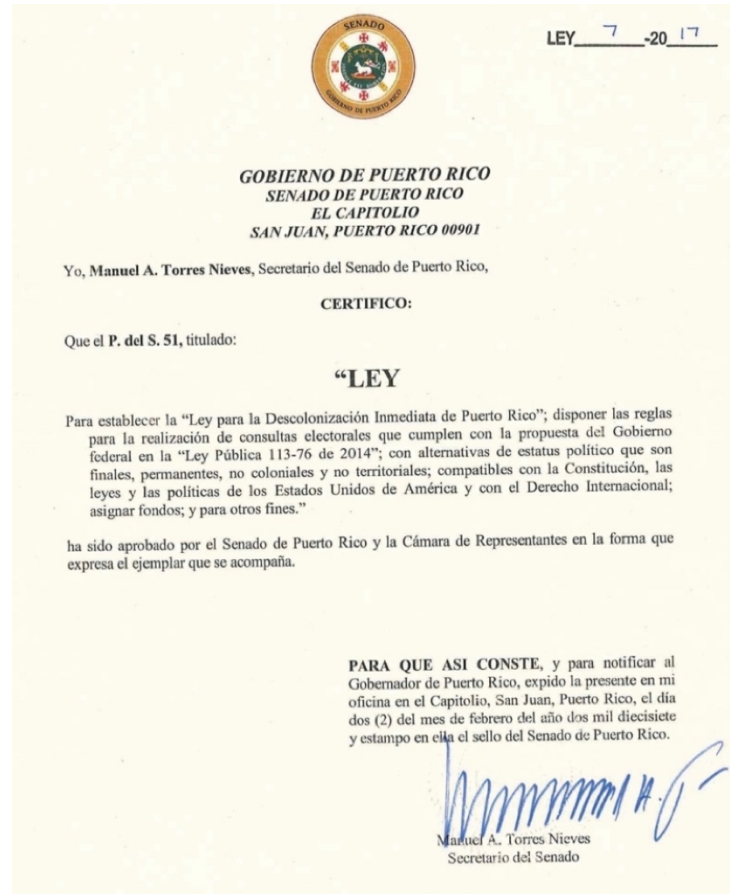 SENADO
GOBIERNO DE PUERTO RICO
LEY 7 -20 17
GOBIERNO DE PUERTO RICO
SENADO DE PUERTO RICO
EL CAPITOLIO
SAN JUAN, PUERTO RICO 00901
Yo, Manuel A. Torres Nieves, Secretario del Senado de Puerto Rico,
CERTIFICO:
Que el P. del S. 51, titulado:
“LEY
Para establecer la “Ley para la Descolonización Inmediata de Puerto Rico”; disponer las reglas
para la realización de consultas electorales que cumplen con la propuesta del Gobierno
federal en la “Ley Pública 113-76 de 2014”; con alternativas de estatus político que son
finales, permanentes, no coloniales y no territoriales; compatibles con la Constitución, las
leyes y las políticas de los Estados Unidos de América y con el Derecho Internacional;
asignar fondos; y para otros fines.”
ha sido aprobado por el Senado de Puerto Rico y la Cámara de Representantes en la forma que
expresa el ejemplar que se acompaña.
PARA QUE ASI CONSTE, y para notificar al
Gobernador de Puerto Rico, expido la presente en mi
oficina en el Capitolio, San Juan, Puerto Rico, el día
dos (2) del mes de febrero del año dos mil diecisiete
y estampo en ella el sello del Senado de Puerto Rico.
Manuel A. Torres Nieves
Secretario del Senado